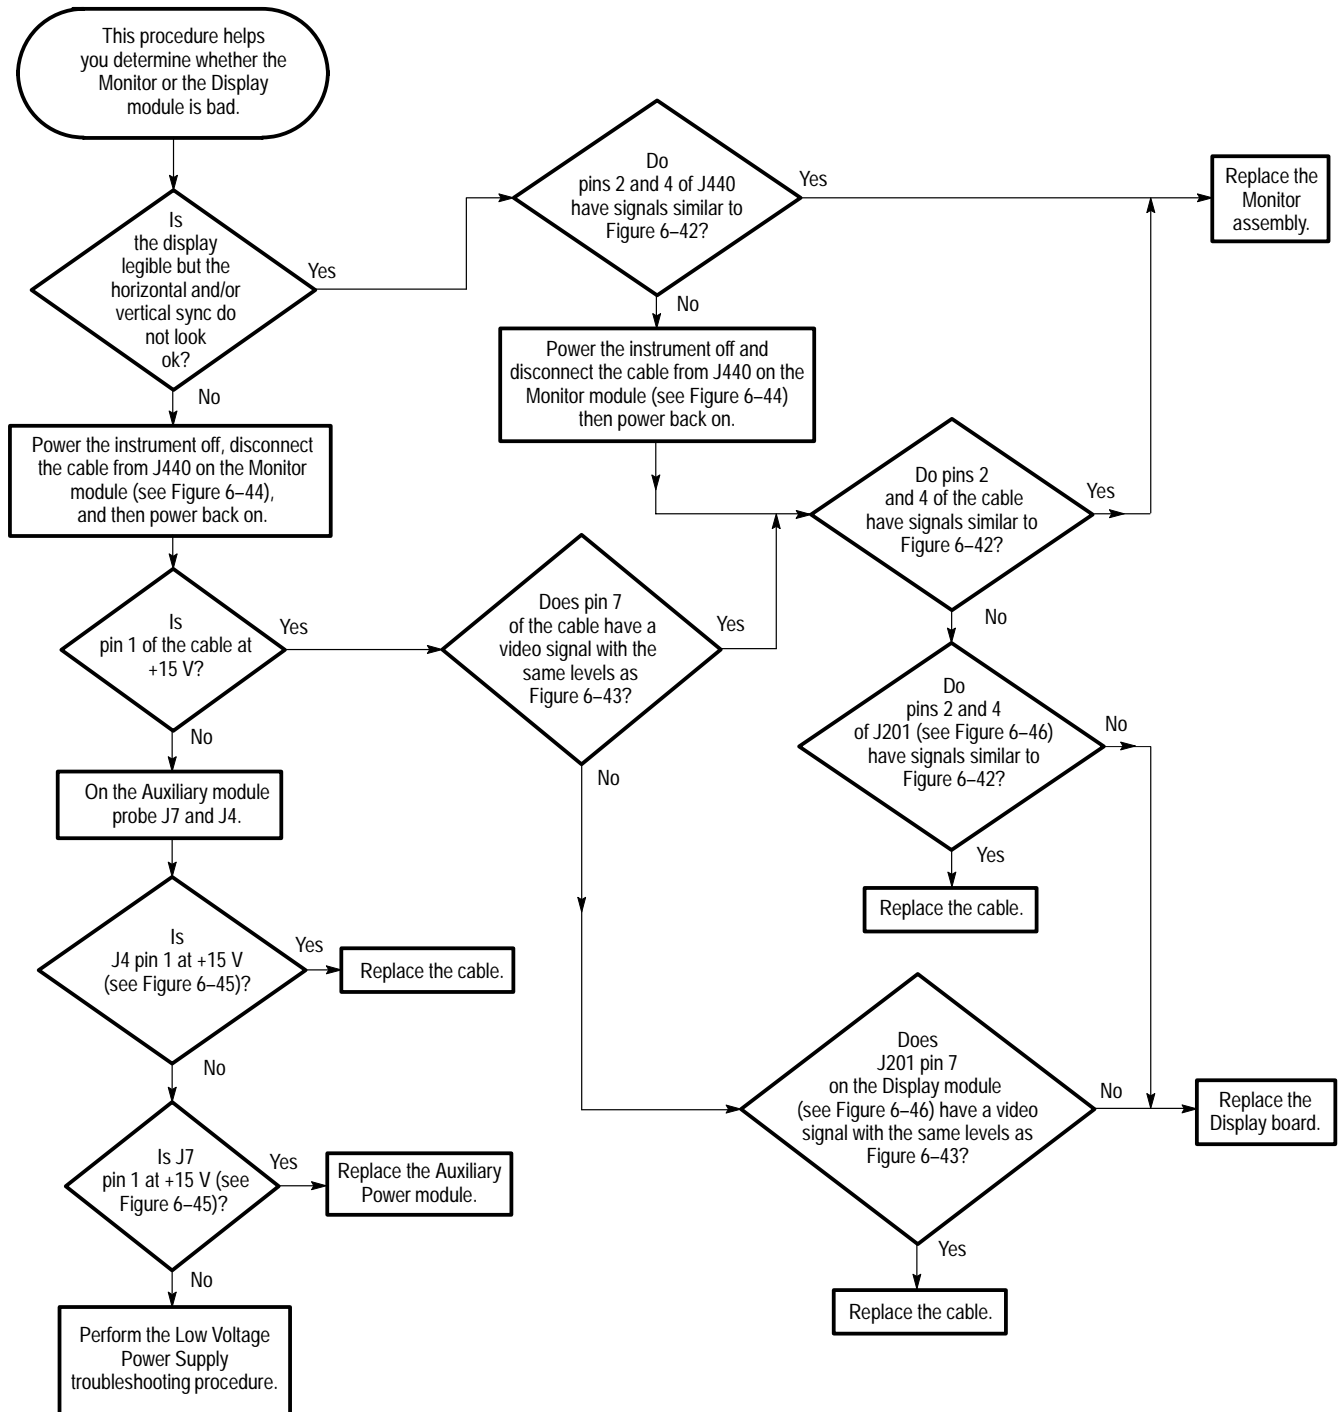 This procedure helps
you determine whether the
Monitor or the Display
module is bad.
Is
the display
legible but the
horizontal and/or
vertical sync do
not look
ok?
Yes
No
Do
pins 2 and 4 of J440
have signals similar to
Figure 6–42?
Yes
No
Replace the
Monitor
assembly.
Power the instrument off and
disconnect the cable from J440 on the
Monitor module (see Figure 6–44)
then power back on.
Power the instrument off, disconnect
the cable from J440 on the Monitor
module (see Figure 6–44),
and then power back on.
Do pins 2
and 4 of the cable
have signals similar to
Figure 6–42?
Yes
No
Is
pin 1 of the cable at
+15 V?
Yes
No
Does pin 7
of the cable have a
video signal with the
same levels as
Figure 6–43?
Yes
No
Do
pins 2 and 4
of J201 (see Figure 6–46)
have signals similar to
Figure 6–42?
No
Yes
Replace the cable.
On the Auxiliary module
probe J7 and J4.
Is
J4 pin 1 at +15 V
(see Figure 6–45)?
Yes
No
Replace the cable.
Does
J201 pin 7
on the Display module
(see Figure 6–46) have a video
signal with the same levels as
Figure 6–43?
No
Yes
Replace the
Display board.
Replace the cable.
Is J7
pin 1 at +15 V (see
Figure 6–45)?
Yes
No
Replace the Auxiliary
Power module.
Perform the Low Voltage
Power Supply
troubleshooting procedure.